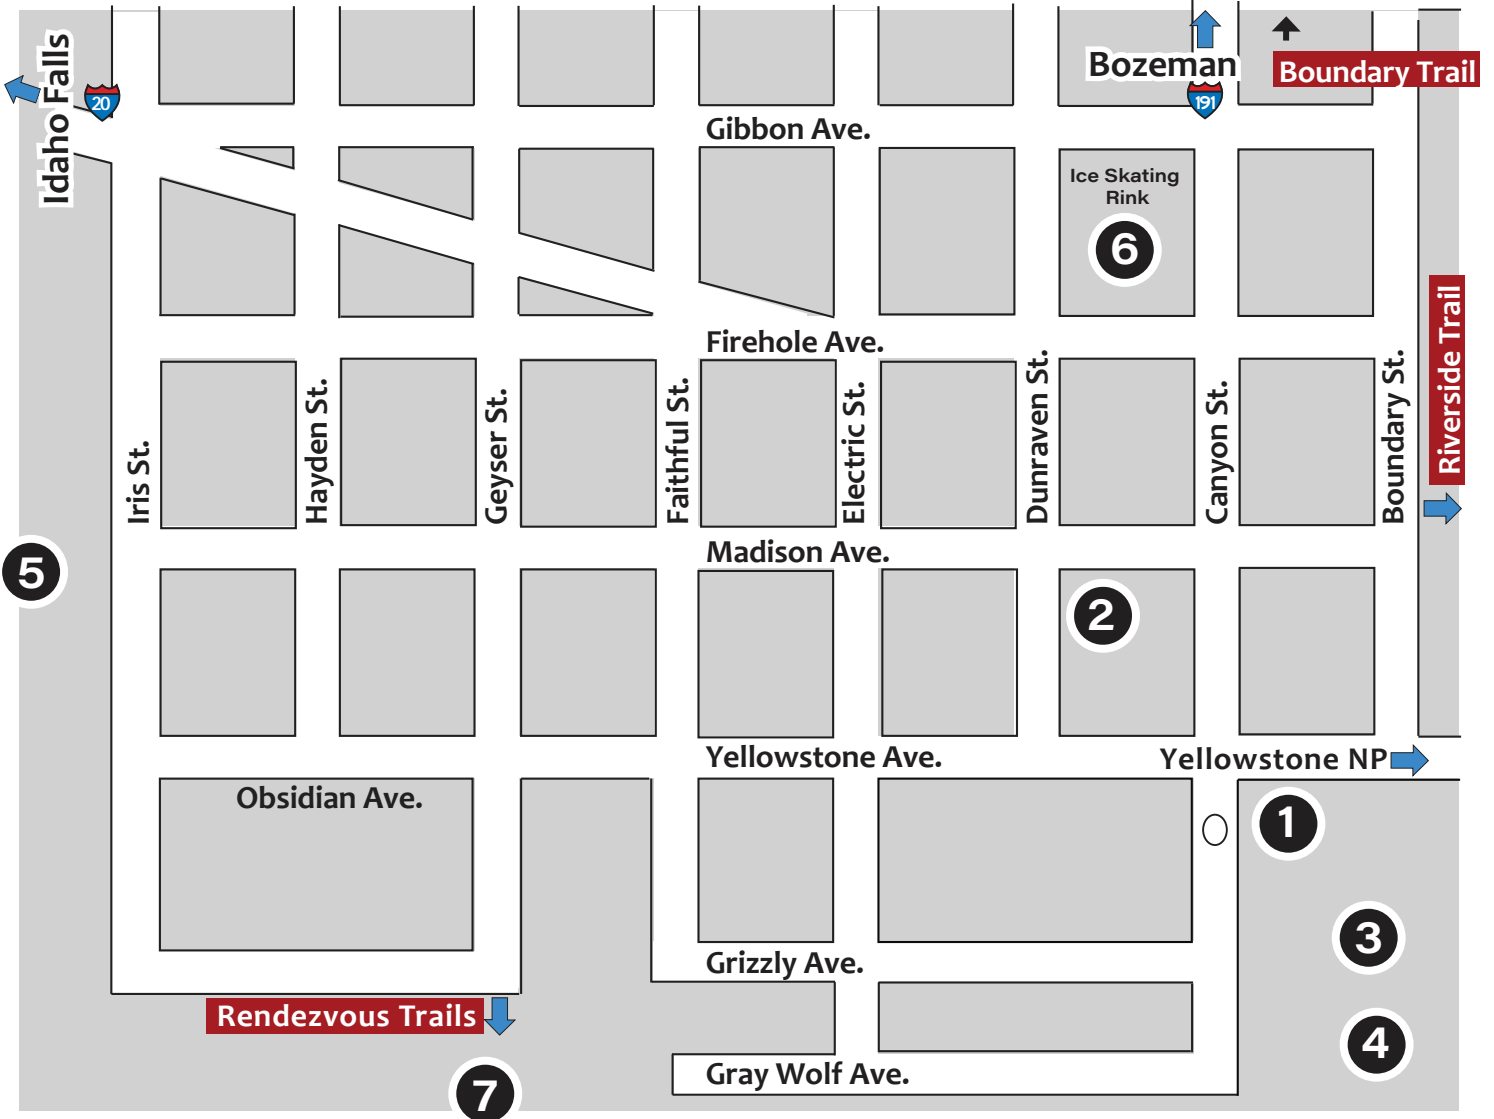 Idaho Falls
20
Bozeman
191
Boundary Trail
Gibbon Ave.
Ice Skating
Rink
6
Firehole Ave.
Riverside Trail
Iris St.
Hayden St.
Geyser St.
Faithful St.
Electric St.
Dunraven St.
Canyon St.
Boundary St.
Madison Ave.
5
2
Yellowstone Ave.
Yellowstone NP
Obsidian Ave.
1
3
Grizzly Ave.
Rendezvous Trails
4
Gray Wolf Ave.
7